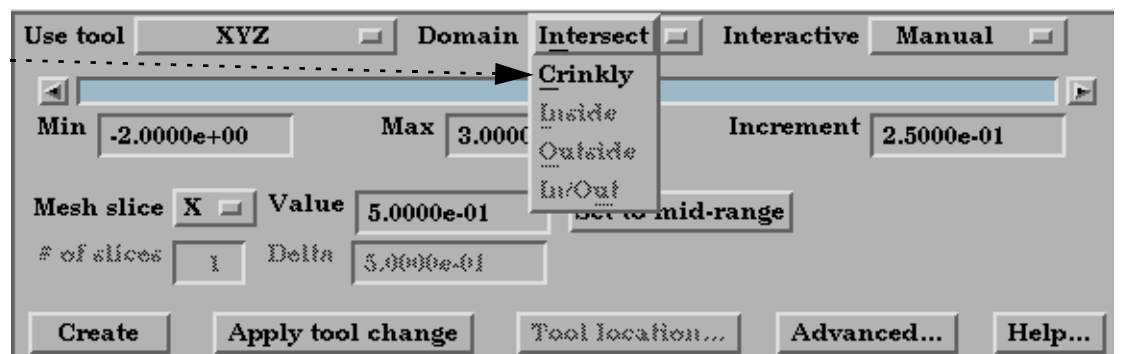 Use tool XYZ Domain Intersect Interactive Manual
Crinkly
Inside
Min -2.0000e+00 Max 3.0000 Increment 2.5000e-01
Outside
In/Out
Mesh slice X Value 5.0000e-01 Set to mid-range
# of slices 1 Delta 5.0000e-01
Create Apply tool change Tool location... Advanced... Help...